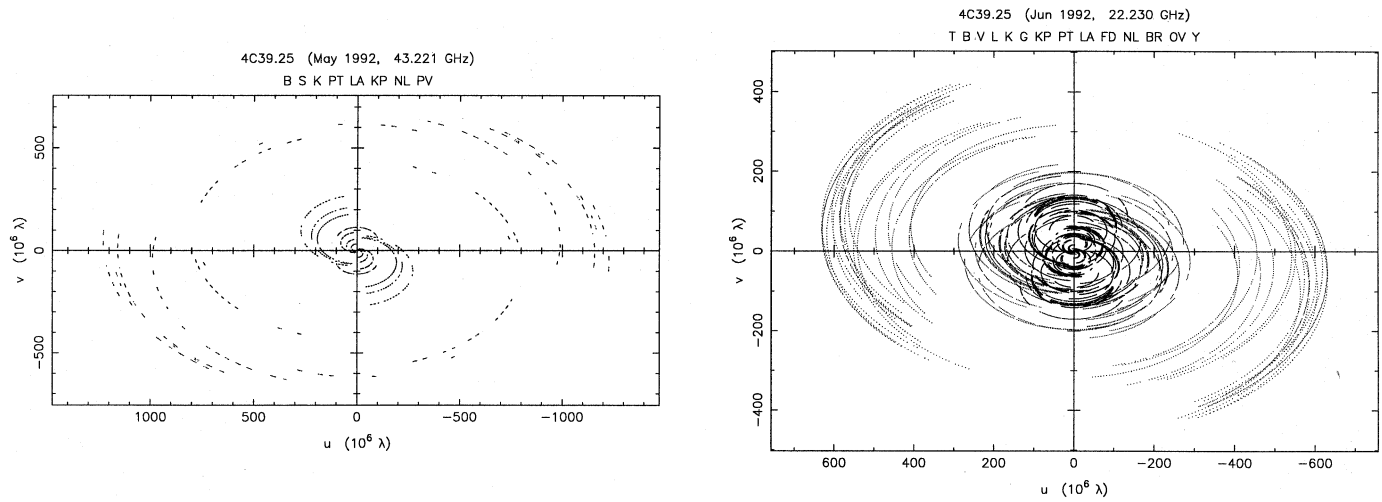 4C39.25 (May 1992, 43.221 GHz)
B S K PT LA KP NL PV
500
0
−500
v (10⁶ λ)
1000 500 0 −500 −1000
u (10⁶ λ)
4C39.25 (Jun 1992, 22.230 GHz)
T B V L K G KP PT LA FD NL BR OV Y
400
200
0
−200
−400
v (10⁶ λ)
600 400 200 0 −200 −400 −600
u (10⁶ λ)